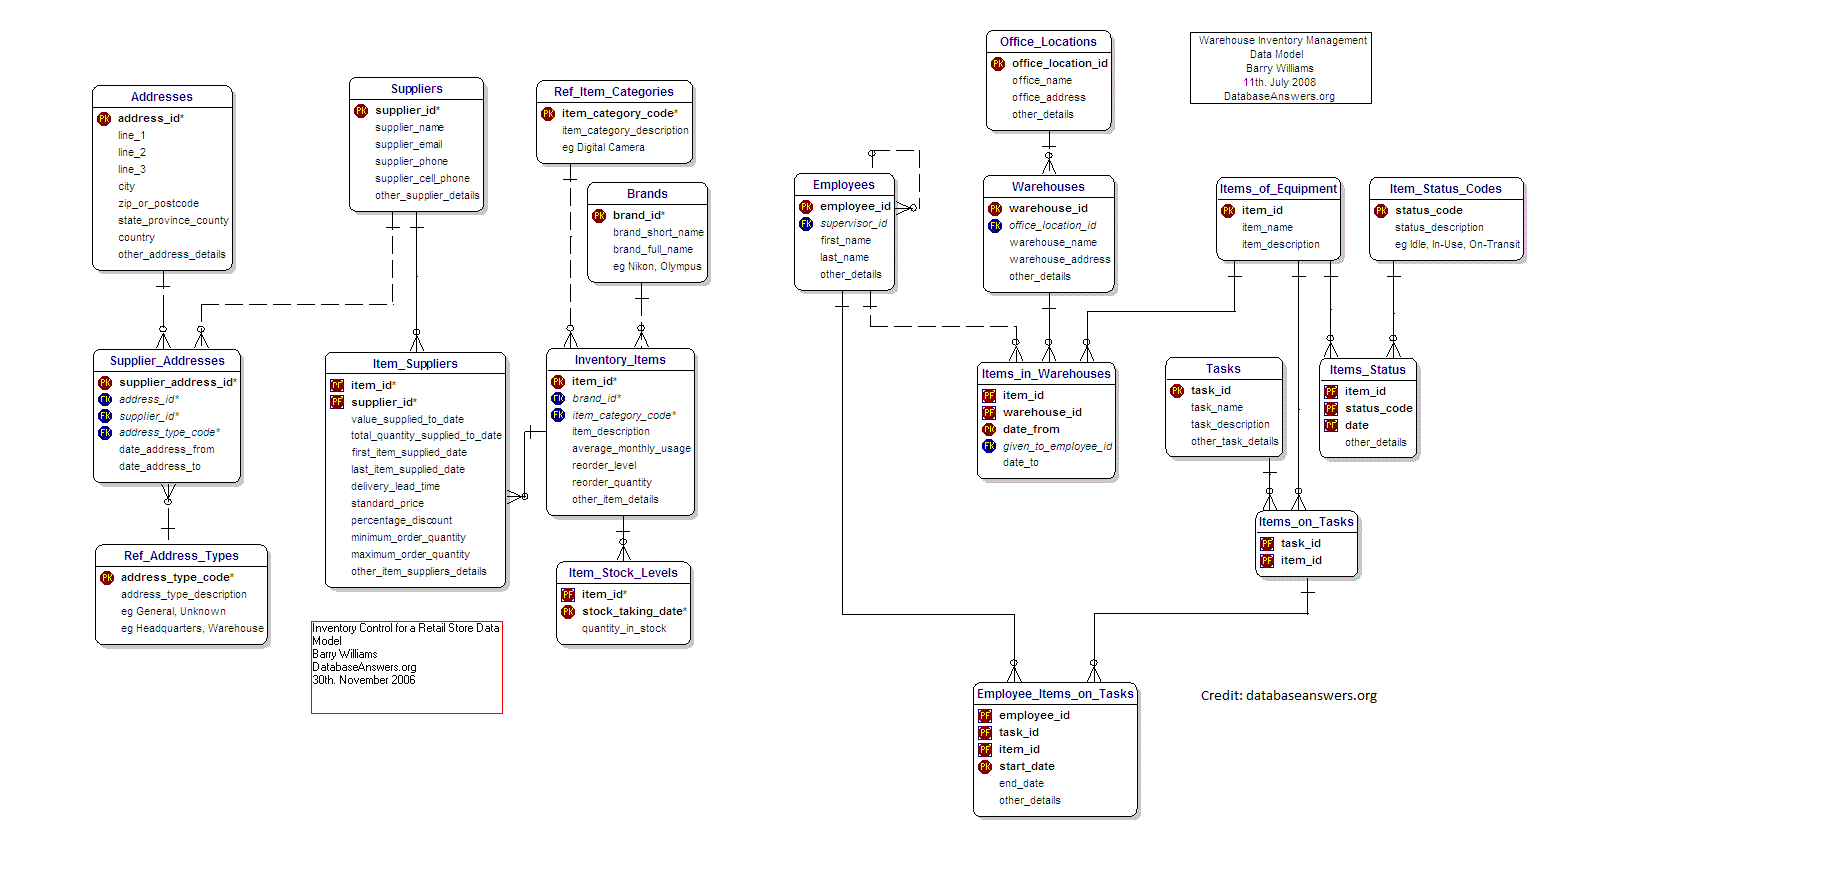 Addresses
PK address_id*
line_1
line_2
line_3
city
zip_or_postcode
state_province_county
country
other_address_details
Suppliers
PK supplier_id*
supplier_name
supplier_email
supplier_phone
supplier_cell_phone
other_supplier_details
Ref_Item_Categories
PK item_category_code*
item_category_description
eg Digital Camera
Brands
PK brand_id*
brand_short_name
brand_full_name
eg Nikon, Olympus
Supplier_Addresses
PK supplier_address_id*
FK address_id*
FK supplier_id*
FK address_type_code*
date_address_from
date_address_to
Item_Suppliers
PF item_id*
PF supplier_id*
value_supplied_to_date
total_quantity_supplied_to_date
first_item_supplied_date
last_item_supplied_date
delivery_lead_time
standard_price
percentage_discount
minimum_order_quantity
maximum_order_quantity
other_item_suppliers_details
Inventory_Items
PK item_id*
FK brand_id*
FK item_category_code*
item_description
average_monthly_usage
reorder_level
reorder_quantity
other_item_details
Ref_Address_Types
PK address_type_code*
address_type_description
eg General, Unknown
eg Headquarters, Warehouse
Item_Stock_Levels
PF item_id*
PK stock_taking_date*
quantity_in_stock
Inventory Control for a Retail Store Data
Model
Barry Williams
DatabaseAnswers.org
30th. November 2006
Office_Locations
PK office_location_id
office_name
office_address
other_details
Warehouse Inventory Management
Data Model
Barry Williams
11th. July 2008
DatabaseAnswers.org
Employees
PK employee_id
FK supervisor_id
first_name
last_name
other_details
Warehouses
PK warehouse_id
FK office_location_id
warehouse_name
warehouse_address
other_details
Items_of_Equipment
PK item_id
item_name
item_description
Item_Status_Codes
PK status_code
status_description
eg Idle, In-Use, On-Transit
Items_in_Warehouses
PF item_id
PF warehouse_id
PK date_from
FK given_to_employee_id
date_to
Tasks
PK task_id
task_name
task_description
other_task_details
Items_Status
PF item_id
PF status_code
PF date
other_details
Items_on_Tasks
PF task_id
PF item_id
Employee_Items_on_Tasks
PF employee_id
PF task_id
PF item_id
PK start_date
end_date
other_details
Credit: databaseanswers.org